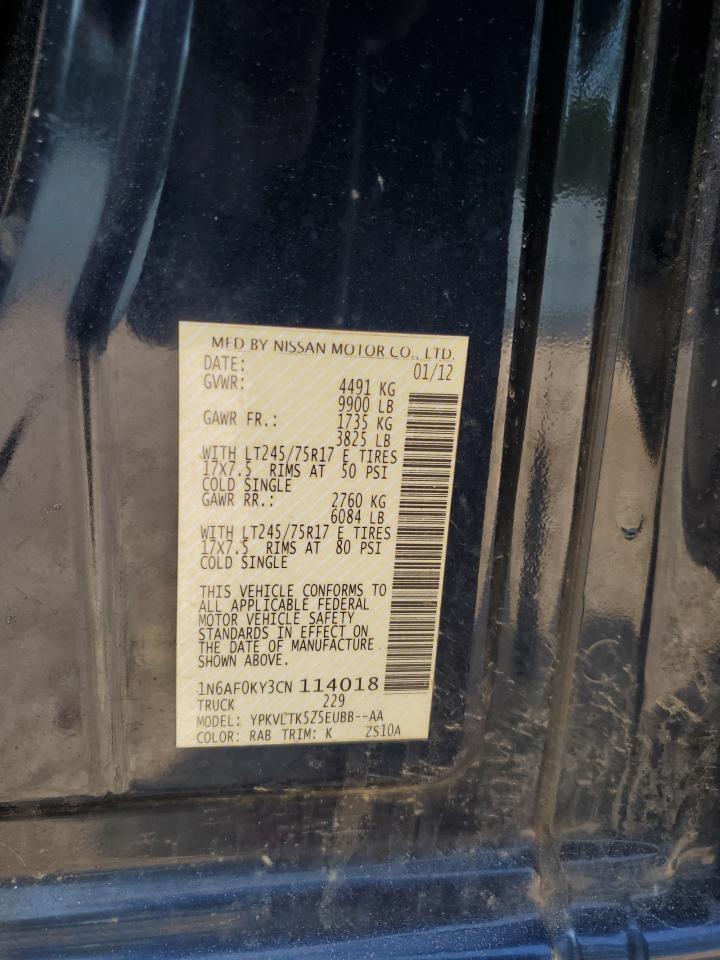 MFD BY NISSAN MOTOR CO., LTD.
DATE: 01/12
GVWR: 4491 KG
9900 LB
GAWR FR.: 1735 KG
3825 LB
WITH LT245/75R17 E TIRES
17X7.5 RIMS AT 50 PSI
COLD SINGLE
GAWR RR.: 2760 KG
6084 LB
WITH LT245/75R17 E TIRES
17X7.5 RIMS AT 80 PSI
COLD SINGLE
THIS VEHICLE CONFORMS TO
ALL APPLICABLE FEDERAL
MOTOR VEHICLE SAFETY
STANDARDS IN EFFECT ON
THE DATE OF MANUFACTURE
SHOWN ABOVE.
1N6AF0KY3CN 114018
TRUCK 229
MODEL: YPKVLTK5Z5EUBB--AA
COLOR: RAB TRIM: K ZS10A